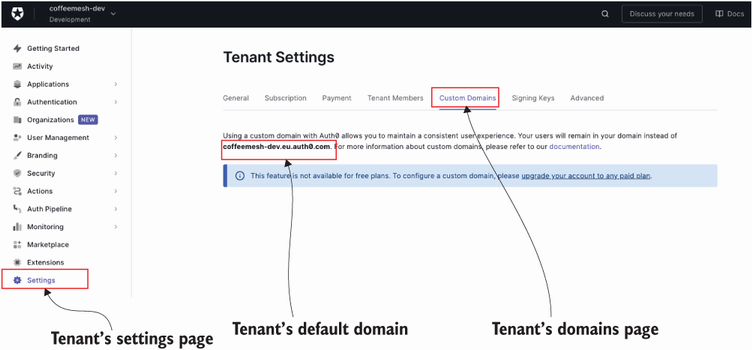 coffeemesh-dev
Development
Discuss your needs
Docs
Getting Started
Activity
Applications
Authentication
Organizations NEW
User Management
Branding
Security
Actions
Auth Pipeline
Monitoring
Marketplace
Extensions
Settings
Tenant Settings
General Subscription Payment Tenant Members Custom Domains Signing Keys Advanced
Using a custom domain with Auth0 allows you to maintain a consistent user experience. Your users will remain in your domain instead of
coffeemesh-dev.eu.auth0.com. For more information about custom domains, please refer to our documentation.
This feature is not available for free plans. To configure a custom domain, please upgrade your account to any paid plan.
Tenant's settings page
Tenant's default domain
Tenant's domains page